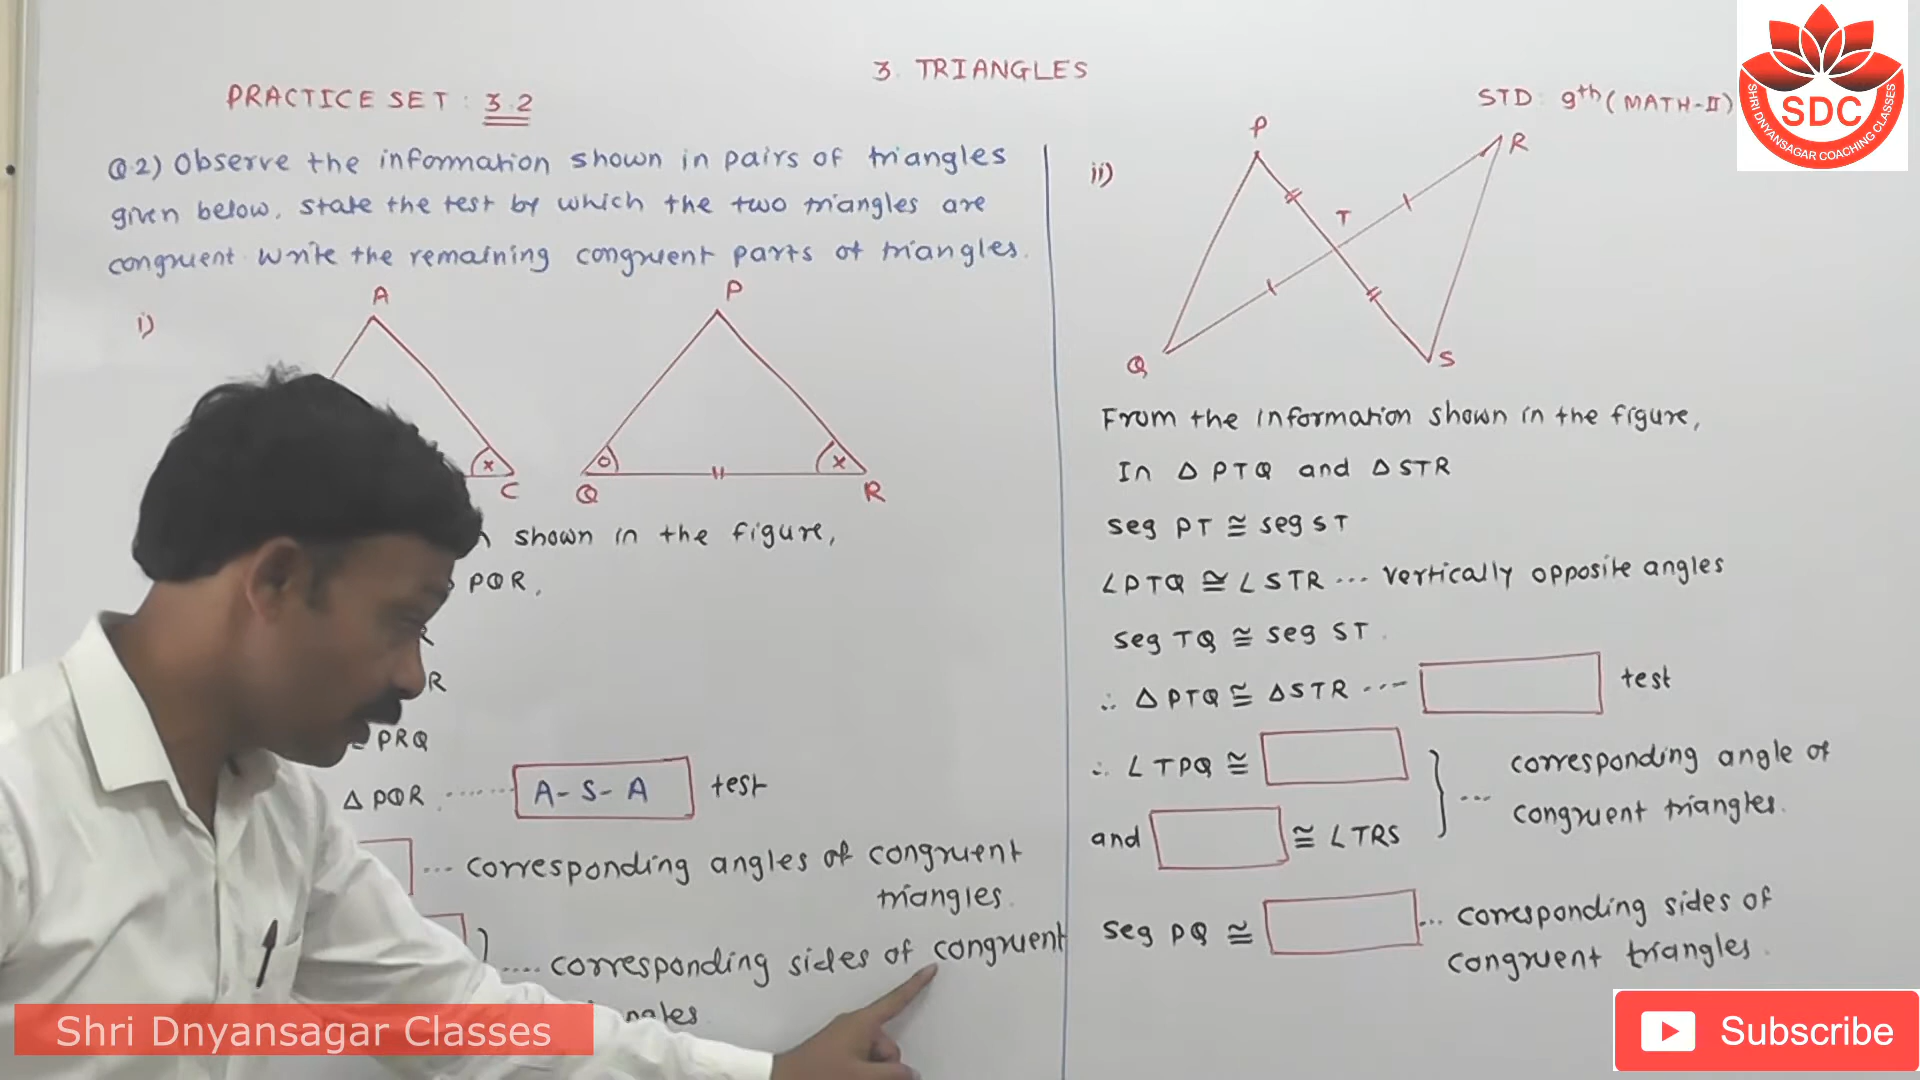 3. TRIANGLES
PRACTICE SET : 3.2
STD : 9th (MATH-II)
SDC
SHRI DNYANSAGAR COACHING CLASSES
Q.2) Observe the information shown in pairs of triangles
given below. state the test by which the two triangles are
congruent. Write the remaining congruent parts of triangles.
i)
A
P
o
x
x
C
Q
R
shown in the figure,
PQR,
R
PRQ
Δ PQR ....... A - S - A test
... corresponding angles of congruent
triangles.
.... corresponding sides of congruent
ii)
P
R
T
Q
S
From the information shown in the figure,
In Δ PTQ and Δ STR
seg PT ≅ seg ST
∠PTQ ≅ ∠STR ... vertically opposite angles
seg TQ ≅ seg ST.
∴ Δ PTQ ≅ Δ STR ---- test
∴ ∠TPQ ≅
and ≅ ∠TRS
... corresponding angle of
congruent triangles.
seg PQ ≅ ... corresponding sides of
congruent triangles.
Shri Dnyansagar Classes
Subscribe